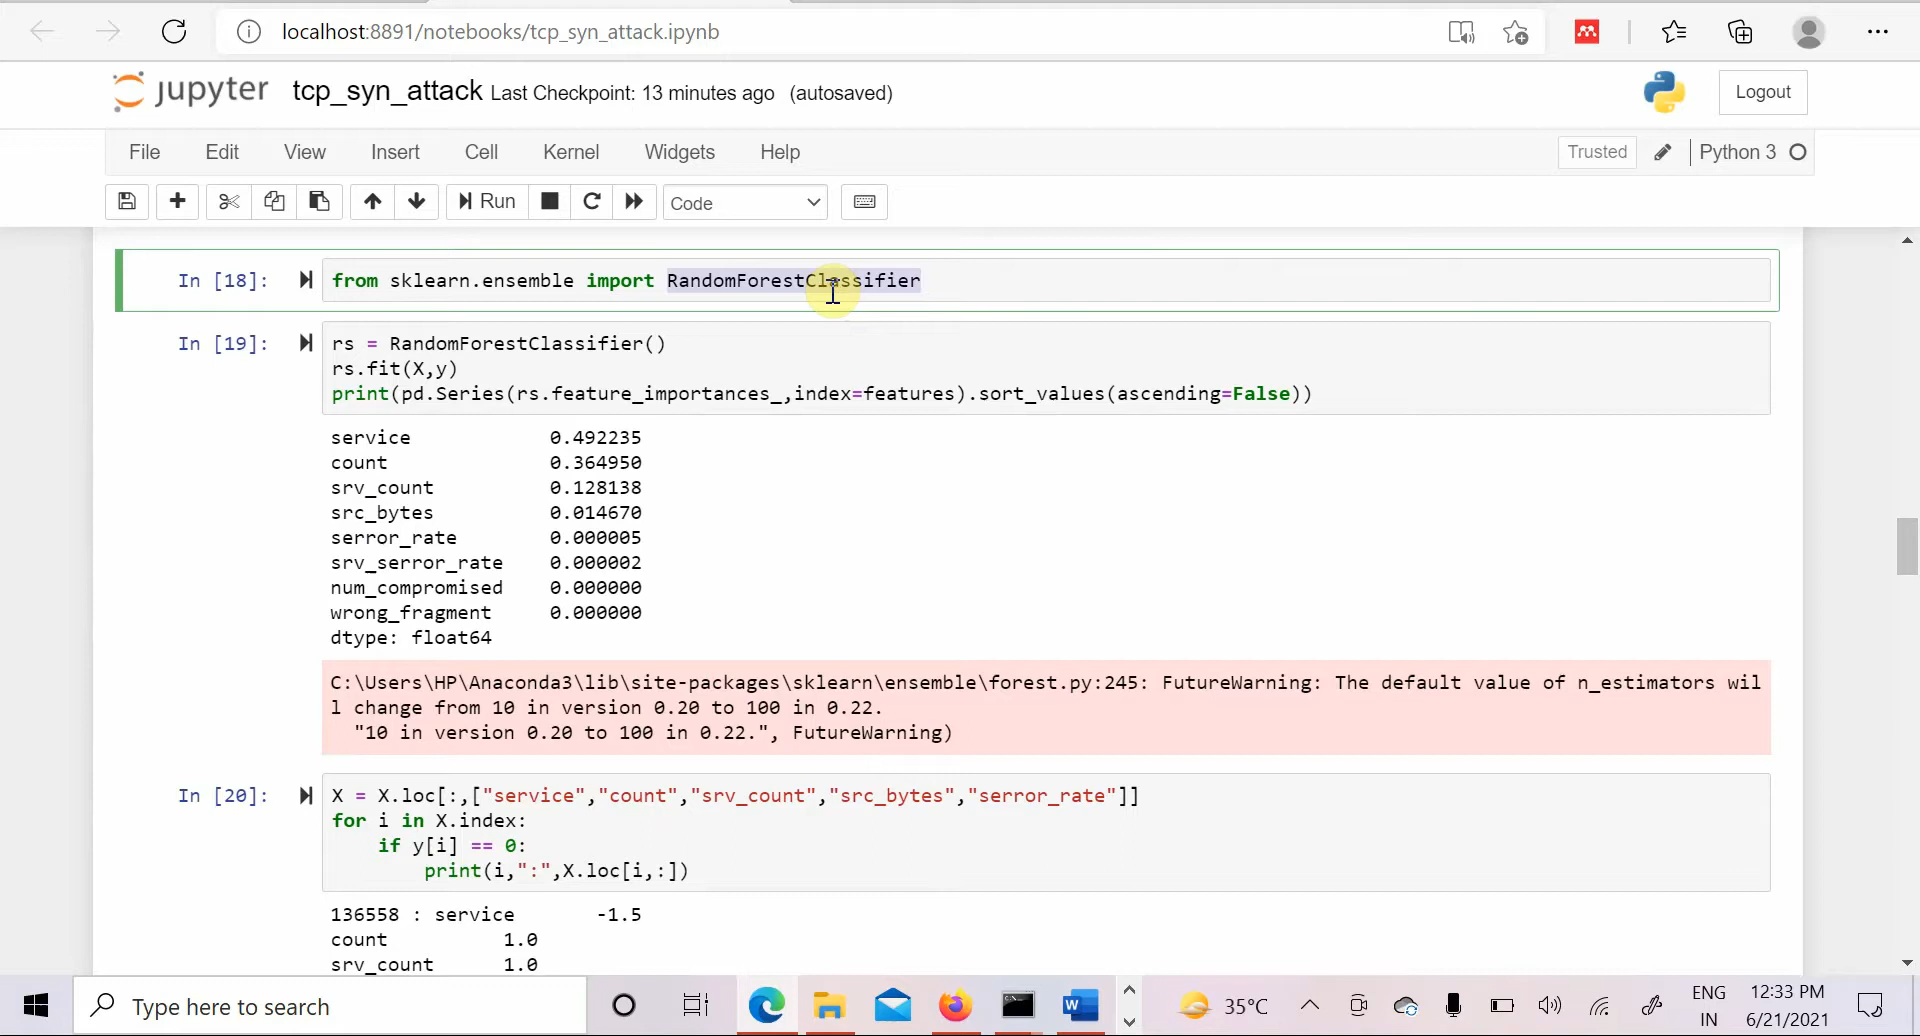 localhost:8891/notebooks/tcp_syn_attack.ipynb
jupyter tcp_syn_attack Last Checkpoint: 13 minutes ago (autosaved)
Logout
File Edit View Insert Cell Kernel Widgets Help
Trusted Python 3
Run Code
In [18]: from sklearn.ensemble import RandomForestClassifier
In [19]: rs = RandomForestClassifier()
rs.fit(X,y)
print(pd.Series(rs.feature_importances_,index=features).sort_values(ascending=False))
service 0.492235
count 0.364950
srv_count 0.128138
src_bytes 0.014670
serror_rate 0.000005
srv_serror_rate 0.000002
num_compromised 0.000000
wrong_fragment 0.000000
dtype: float64
C:\Users\HP\Anaconda3\lib\site-packages\sklearn\ensemble\forest.py:245: FutureWarning: The default value of n_estimators wil
l change from 10 in version 0.20 to 100 in 0.22.
"10 in version 0.20 to 100 in 0.22.", FutureWarning)
In [20]: X = X.loc[:,["service","count","srv_count","src_bytes","serror_rate"]]
for i in X.index:
if y[i] == 0:
print(i,":",X.loc[i,:])
136558 : service -1.5
count 1.0
srv_count 1.0
Type here to search
35°C
ENG
IN
12:33 PM
6/21/2021